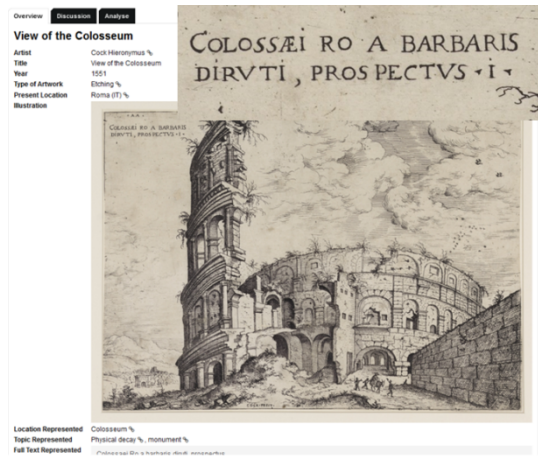 Overview Discussion Analyse
View of the Colosseum
Artist Cock Hieronymus
Title View of the Colosseum
Year 1551
Type of Artwork Etching
Present Location Roma (IT)
Illustration
COLOSSÆI RO A BARBARIS
DIRVTI, PROSPECTVS · I ·
COLOSSÆI RO A BARBARIS
DIRVTI, PROSPECTVS · I ·
Location Represented Colosseum
Topic Represented Physical decay , monument
Full Text Represented Colossaei Ro a barbaris diruti, prospectus